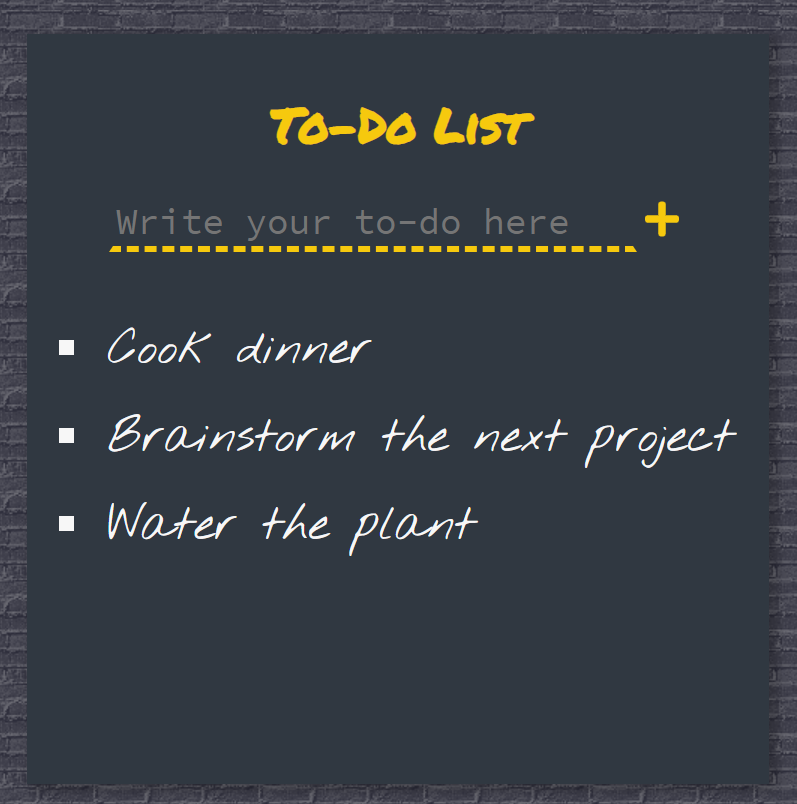 To-Do List
Write your to-do here
Cook dinner
Brainstorm the next project
Water the plant